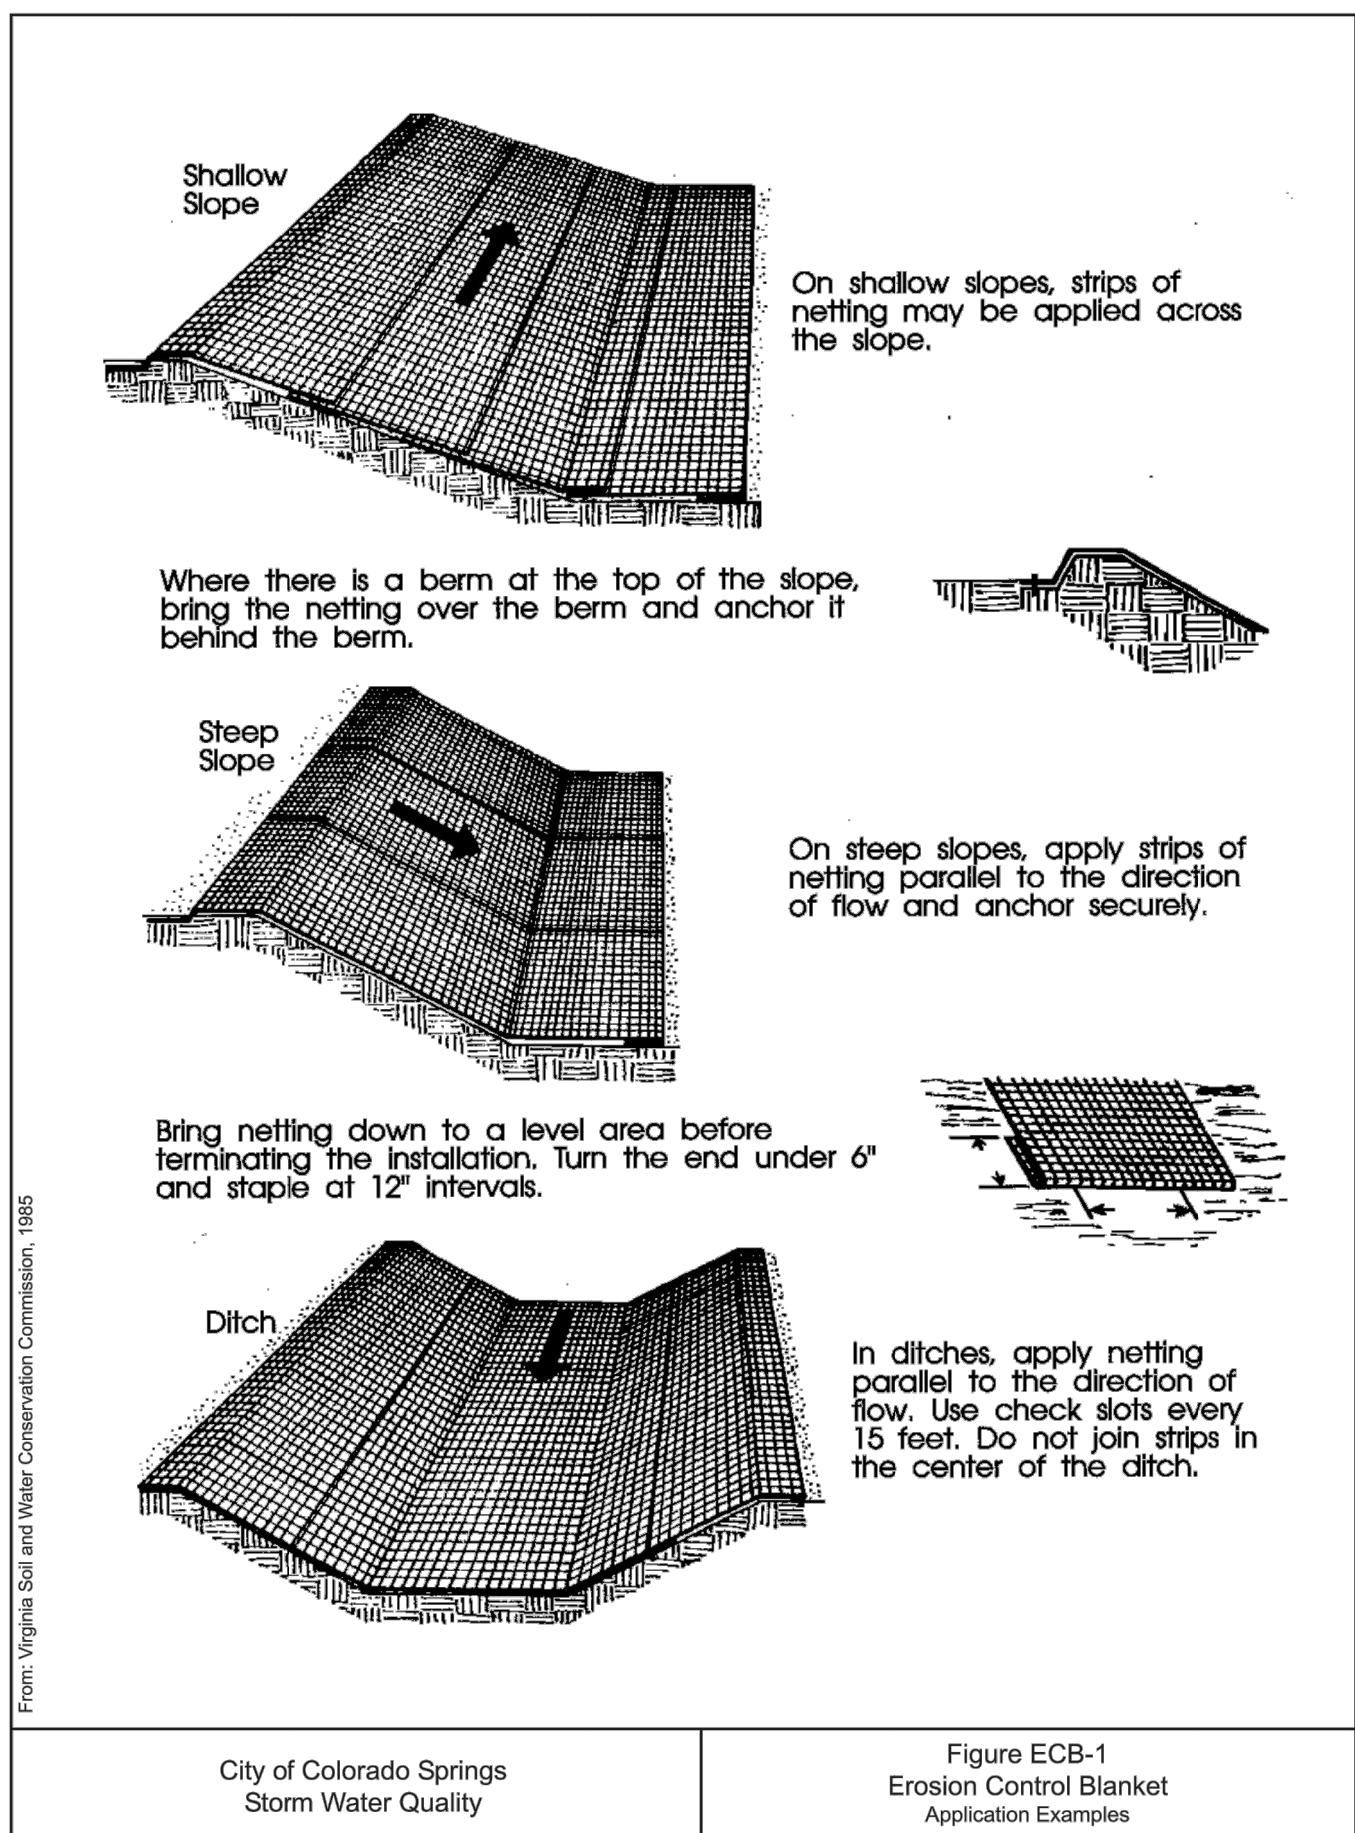 Shallow
Slope
On shallow slopes, strips of
netting may be applied across
the slope.
Where there is a berm at the top of the slope,
bring the netting over the berm and anchor it
behind the berm.
Steep
Slope
On steep slopes, apply strips of
netting parallel to the direction
of flow and anchor securely.
Bring netting down to a level area before
terminating the installation. Turn the end under 6"
and staple at 12" intervals.
Ditch
In ditches, apply netting
parallel to the direction of
flow. Use check slots every
15 feet. Do not join strips in
the center of the ditch.
From: Virginia Soil and Water Conservation Commission, 1985
City of Colorado Springs
Storm Water Quality
Figure ECB-1
Erosion Control Blanket
Application Examples